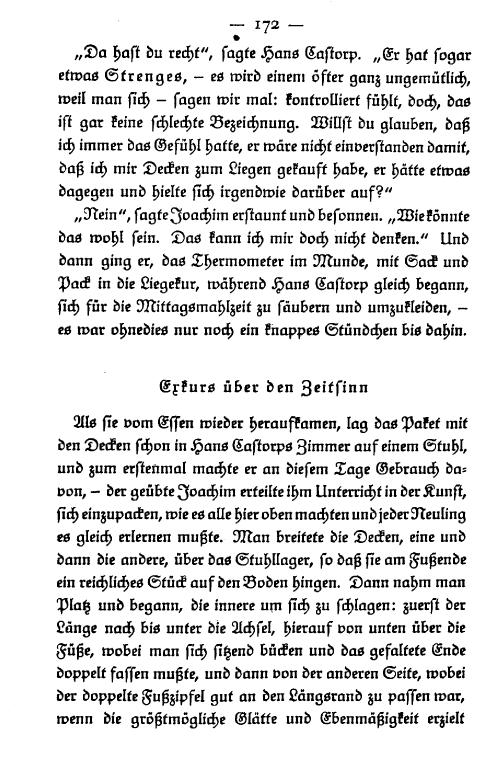 — 172 —
„Da hast du recht“, sagte Hans Castorp. „Er hat sogar
etwas Strenges, – es wird einem öfter ganz ungemütlich,
weil man sich – sagen wir mal: kontrolliert fühlt, doch, das
ist gar keine schlechte Bezeichnung. Willst du glauben, daß
ich immer das Gefühl hatte, er wäre nicht einverstanden damit,
daß ich mir Decken zum Liegen gekauft habe, er hätte etwas
dagegen und hielte sich irgendwie darüber auf?“
„Nein“, sagte Joachim erstaunt und besonnen. „Wie könnte
das wohl sein. Das kann ich mir doch nicht denken.“ Und
dann ging er, das Thermometer im Munde, mit Sack und
Pack in die Liegekur, während Hans Castorp gleich begann,
sich für die Mittagsmahlzeit zu säubern und umzukleiden, –
es war ohnedies nur noch ein knappes Stündchen bis dahin.
Exkurs über den Zeitsinn
Als sie vom Essen wieder heraufkamen, lag das Paket mit
den Decken schon in Hans Castorps Zimmer auf einem Stuhl,
und zum erstenmal machte er an diesem Tage Gebrauch da-
von, – der geübte Joachim erteilte ihm Unterricht in der Kunst,
sich einzupacken, wie es alle hier oben machten und jeder Neuling
es gleich erlernen mußte. Man breitete die Decken, eine und
dann die andere, über das Stuhllager, so daß sie am Fußende
ein reichliches Stück auf den Boden hingen. Dann nahm man
Platz und begann, die innere um sich zu schlagen: zuerst der
Länge nach bis unter die Achsel, hierauf von unten über die
Füße, wobei man sich sitzend bücken und das gefaltete Ende
doppelt fassen mußte, und dann von der anderen Seite, wobei
der doppelte Fußzipfel gut an den Längsrand zu passen war,
wenn die größtmögliche Glätte und Ebenmäßigkeit erzielt